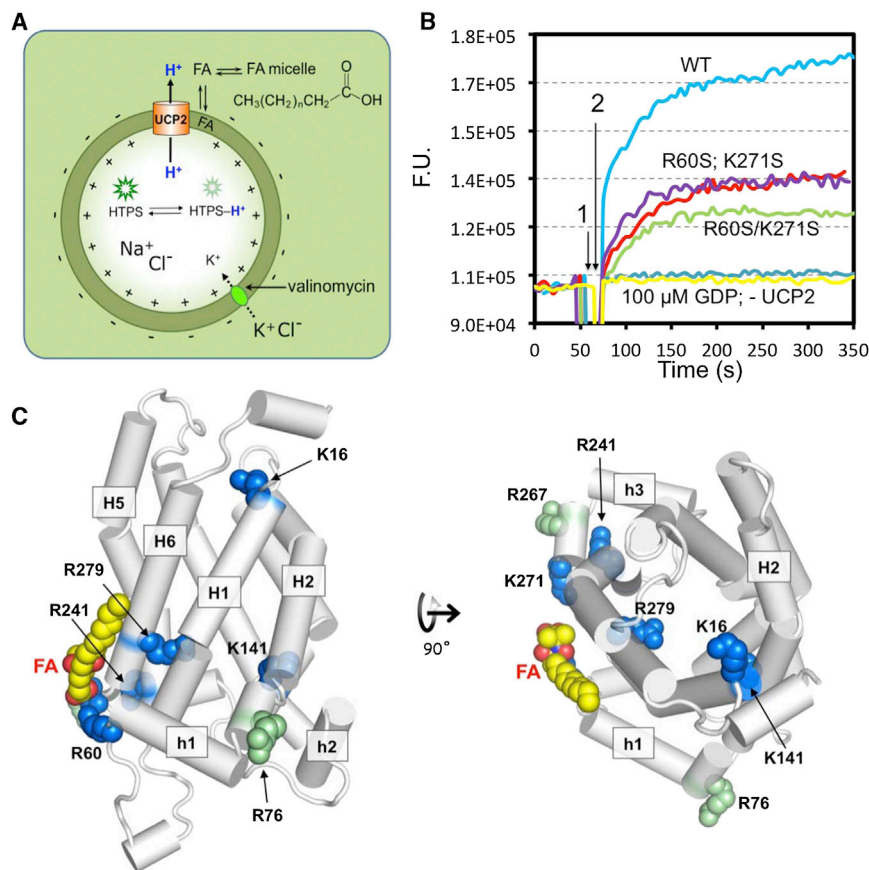 A
H⁺
FA
FA micelle
O
CH₃(CH₂)ₙCH₂
OH
UCP2
FA
H⁺
HTPS
HTPS–H⁺
Na⁺
Cl⁻
K⁺
valinomycin
K⁺Cl⁻
B
1.8E+05
1.7E+05
1.5E+05
1.4E+05
1.2E+05
1.1E+05
9.0E+04
F.U.
WT
2
1
R60S; K271S
R60S/K271S
100 μM GDP; - UCP2
0 50 100 150 200 250 300 350
Time (s)
C
K16
H5
H6
R279
H1
H2
R241
K141
FA
R60
h1
h2
R76
90°
R241
R267
h3
H2
K271
R279
K16
FA
h1
K141
R76